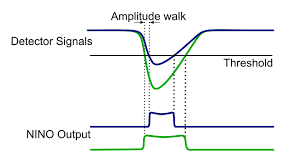 Amplitude walk
Detector Signals
Threshold
NINO Output